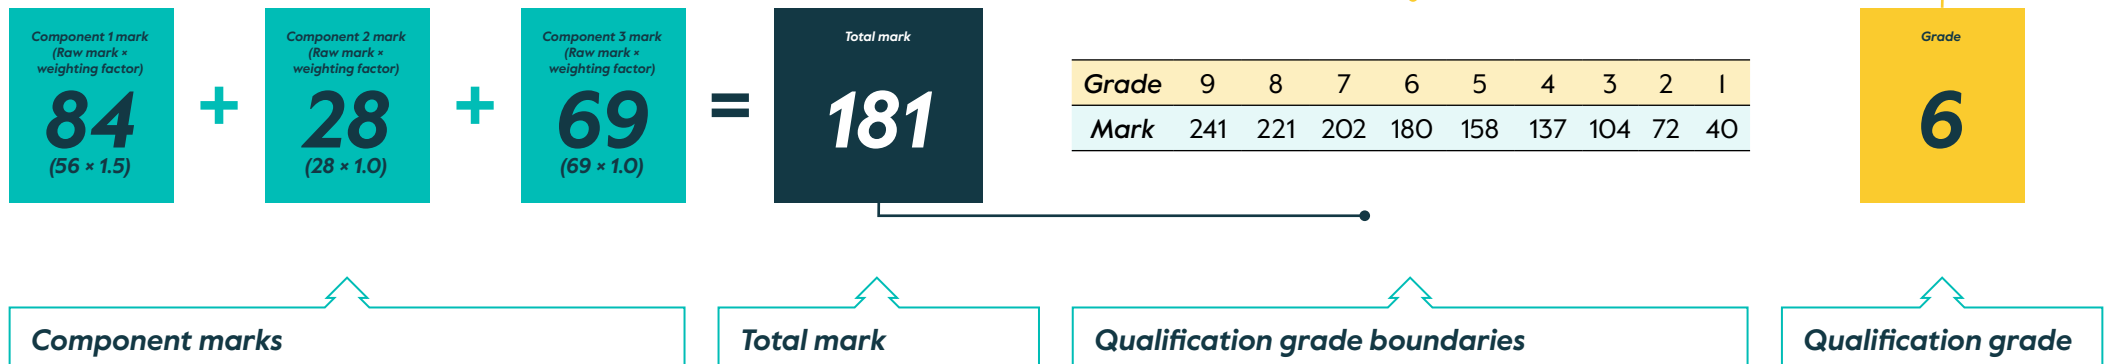 Component 1 mark
(Raw mark ×
weighting factor)
84
(56 × 1.5)
+
Component 2 mark
(Raw mark ×
weighting factor)
28
(28 × 1.0)
+
Component 3 mark
(Raw mark ×
weighting factor)
69
(69 × 1.0)
=
Total mark
181
Grade 9 8 7 6 5 4 3 2 1
Mark 241 221 202 180 158 137 104 72 40
Grade
6
Component marks
Total mark
Qualification grade boundaries
Qualification grade